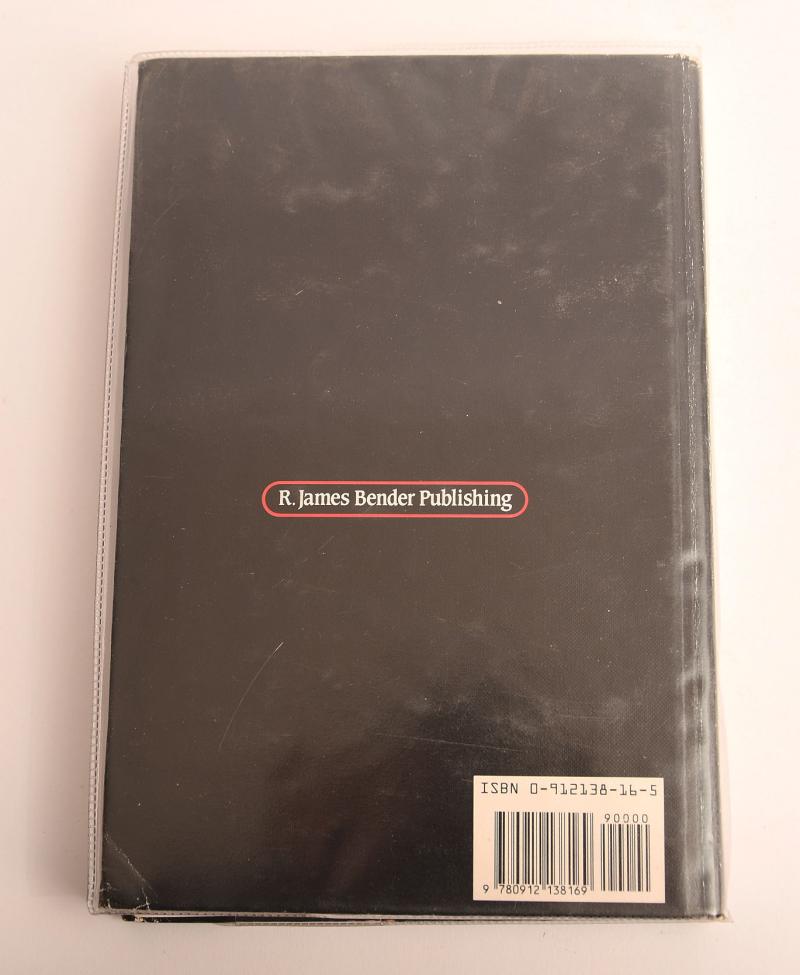 R. James Bender Publishing
ISBN 0-912138-16-5
90000
9 780912 138169